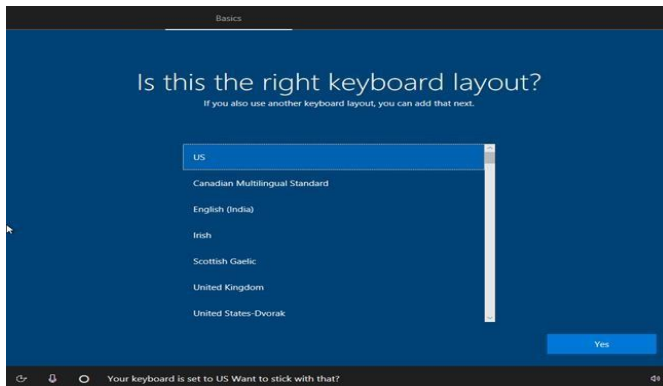 Basics
Is this the right keyboard layout?
If you also use another keyboard layout, you can add that next.
US
Canadian Multilingual Standard
English (India)
Irish
Scottish Gaelic
United Kingdom
United States-Dvorak
Yes
Your keyboard is set to US Want to stick with that?